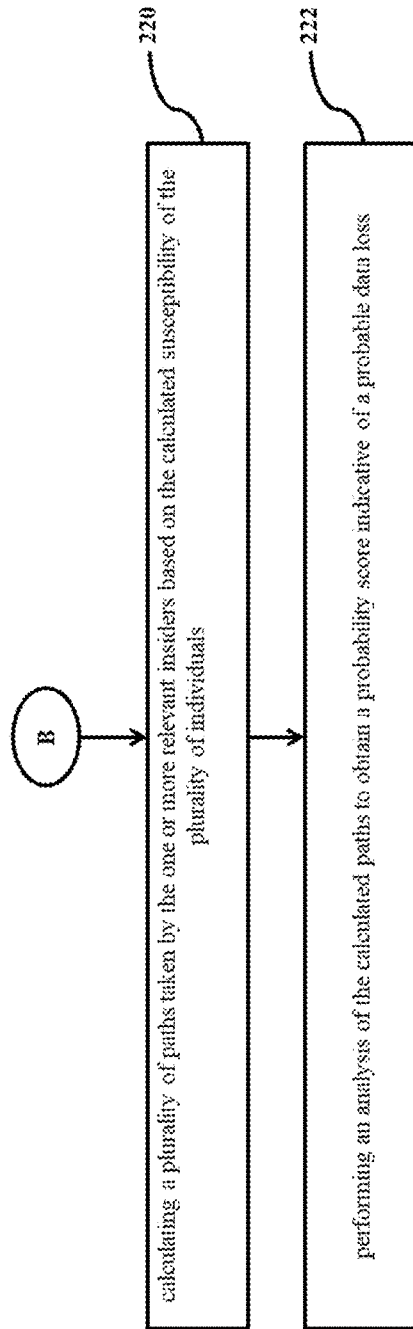 B
calculating a plurality of paths taken by the one or more relevant insiders based on the calculated susceptibility of the
plurality of individuals
220
performing an analysis of the calculated paths to obtain a probability score indicative of a probable data loss
222